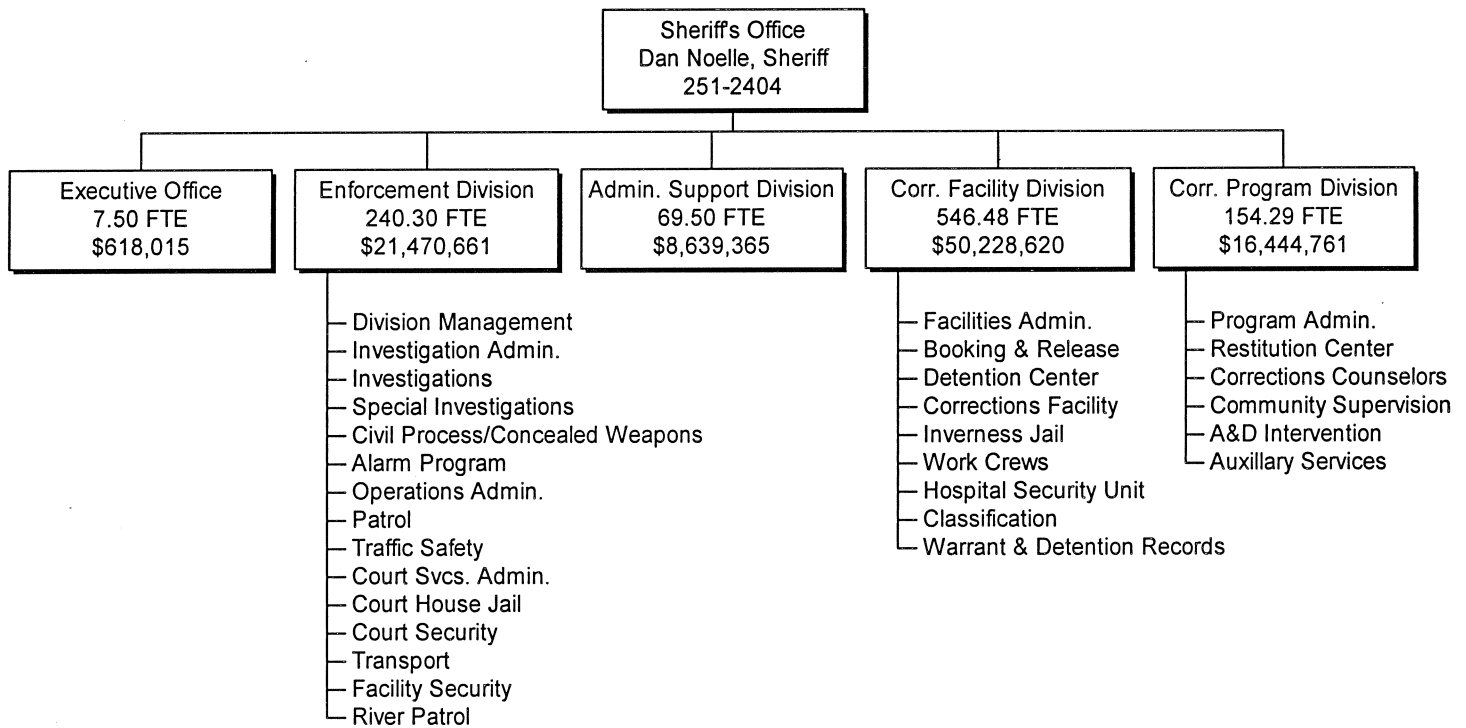 Sheriff's Office
Dan Noelle, Sheriff
251-2404
Executive Office
7.50 FTE
$618,015
Enforcement Division
240.30 FTE
$21,470,661
Admin. Support Division
69.50 FTE
$8,639,365
Corr. Facility Division
546.48 FTE
$50,228,620
Corr. Program Division
154.29 FTE
$16,444,761
Division Management
Investigation Admin.
Investigations
Special Investigations
Civil Process/Concealed Weapons
Alarm Program
Operations Admin.
Patrol
Traffic Safety
Court Svcs. Admin.
Court House Jail
Court Security
Transport
Facility Security
River Patrol
Facilities Admin.
Booking & Release
Detention Center
Corrections Facility
Inverness Jail
Work Crews
Hospital Security Unit
Classification
Warrant & Detention Records
Program Admin.
Restitution Center
Corrections Counselors
Community Supervision
A&D Intervention
Auxillary Services